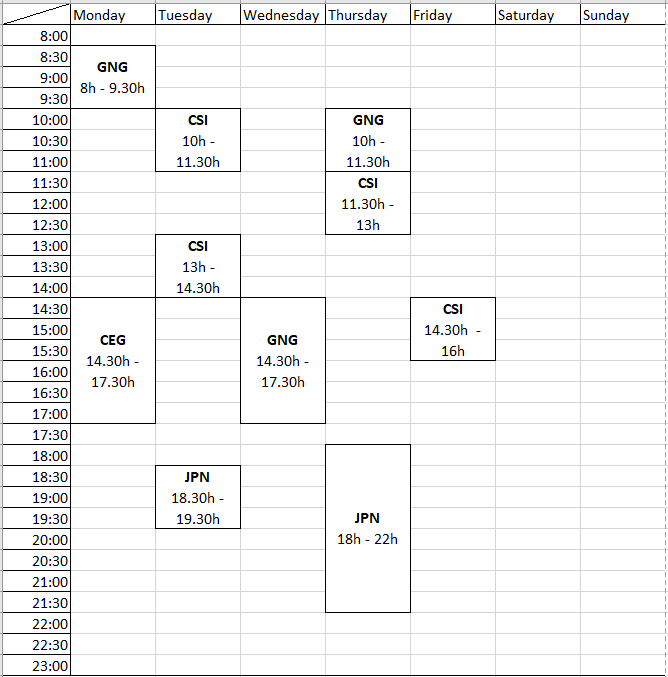 Monday Tuesday Wednesday Thursday Friday Saturday Sunday
8:00
8:30
9:00
9:30
10:00
10:30
11:00
11:30
12:00
12:30
13:00
13:30
14:00
14:30
15:00
15:30
16:00
16:30
17:00
17:30
18:00
18:30
19:00
19:30
20:00
20:30
21:00
21:30
22:00
22:30
23:00
GNG
8h - 9.30h
CEG
14.30h -
17.30h
CSI
10h -
11.30h
CSI
13h -
14.30h
JPN
18.30h -
19.30h
GNG
14.30h -
17.30h
GNG
10h -
11.30h
CSI
11.30h -
13h
JPN
18h - 22h
CSI
14.30h -
16h